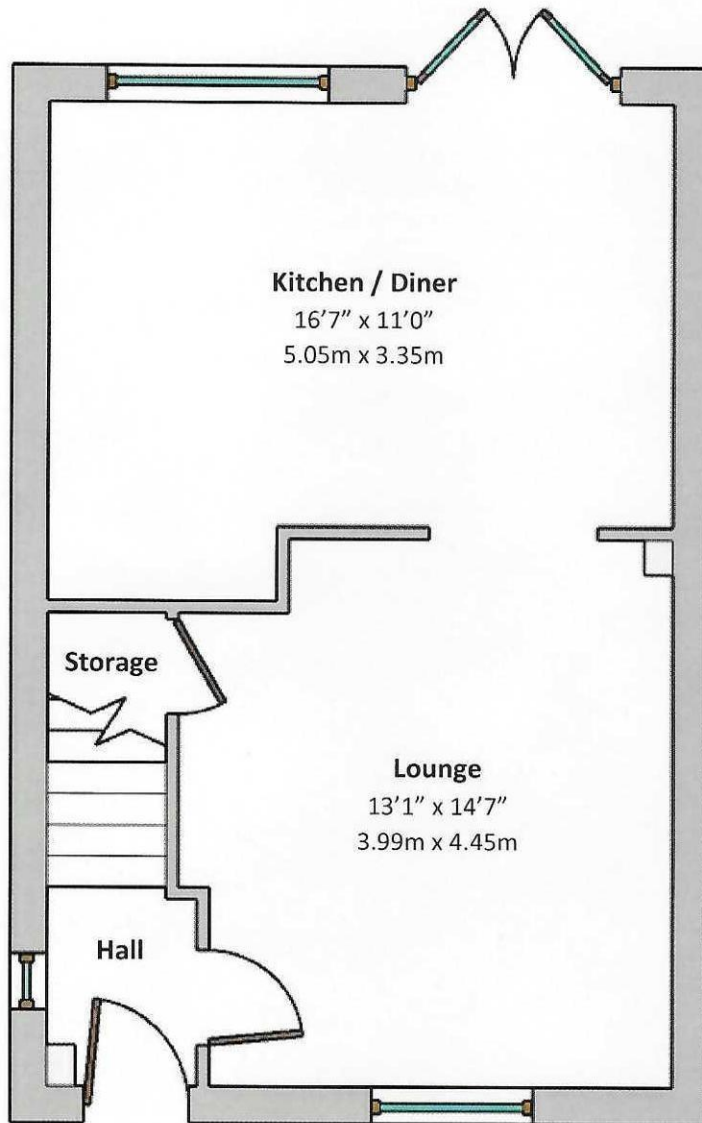 Kitchen / Diner
16’7” x 11’0”
5.05m x 3.35m
Storage
Lounge
13’1” x 14’7”
3.99m x 4.45m
Hall